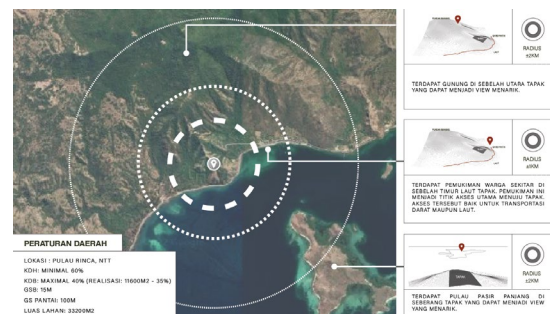 RADIUS
±2KM
TERDAPAT GUNUNG DI SEBELAH UTARA TAPAK
YANG DAPAT MENJADI VIEW MENARIK.
RADIUS
TERDAPAT PEMUKIMAN WARGA SEKITAR DI
SEBELAH TIMUR LAUT TAPAK. PEMUKIMAN INI
MENJADI TITIK AKSES UTAMA MENUJU TAPAK.
AKSES TERSEBUT BAIK UNTUK TRANSPORTASI
DARAT MAUPUN LAUT.
RADIUS
±2KM
TERDAPAT PULAU PASIR PANJANG DI
SEBERANG TAPAK YANG DAPAT MENJADI VIEW
YANG MENARIK.
PERATURAN DAERAH
LOKASI : PULAU RINCA, NTT
KDH: MINIMAL 60%
KDB: MAXIMAL 40% (REALISASI: 11600M2 - 35%)
GSB: 15M
GS PANTAI: 100M
LUAS LAHAN: 33200M2